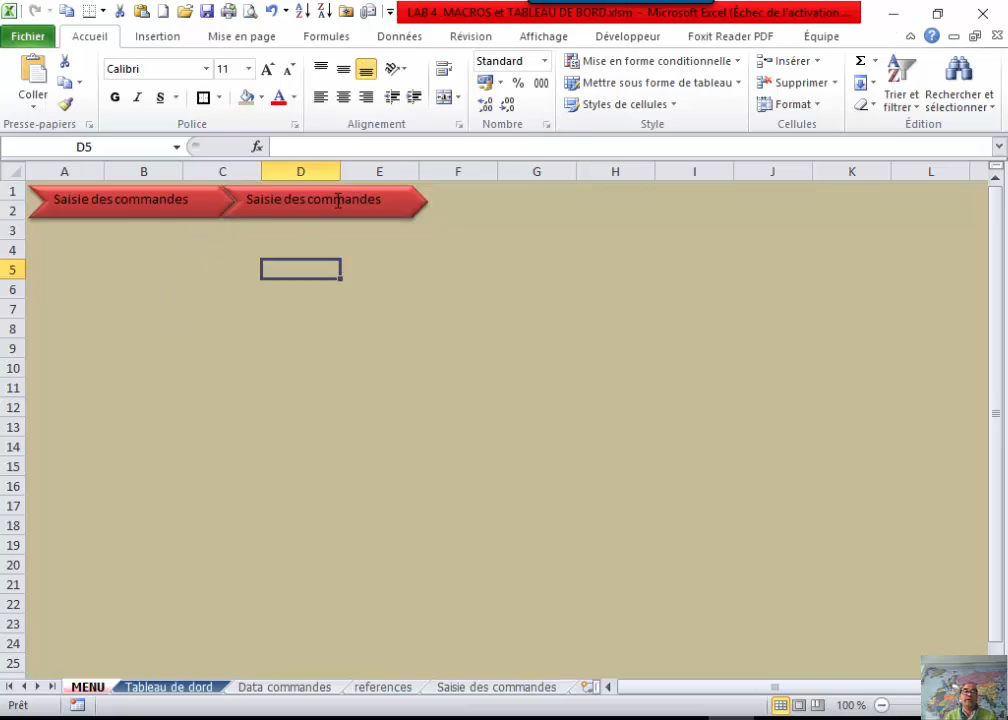 LAB 4 MACROS et TABLEAU DE BORD.xlsm – Microsoft Excel (Échec de l'activation...
Fichier Accueil Insertion Mise en page Formules Données Révision Affichage Développeur Foxit Reader PDF Équipe
Coller
Presse-papiers
Calibri 11
G I S
Police
Alignement
Standard
% 000
Nombre
Mise en forme conditionnelle
Mettre sous forme de tableau
Styles de cellules
Style
Insérer
Supprimer
Format
Cellules
Σ
Trier et filtrer
Rechercher et sélectionner
Édition
D5 fx
A B C D E F G H I J K L
1
2
3
4
5
6
7
8
9
10
11
12
13
14
15
16
17
18
19
20
21
22
23
24
25
Saisie des commandes Saisie des commandes
MENU Tableau de bord Data commandes references Saisie des commandes
Prêt 100 %